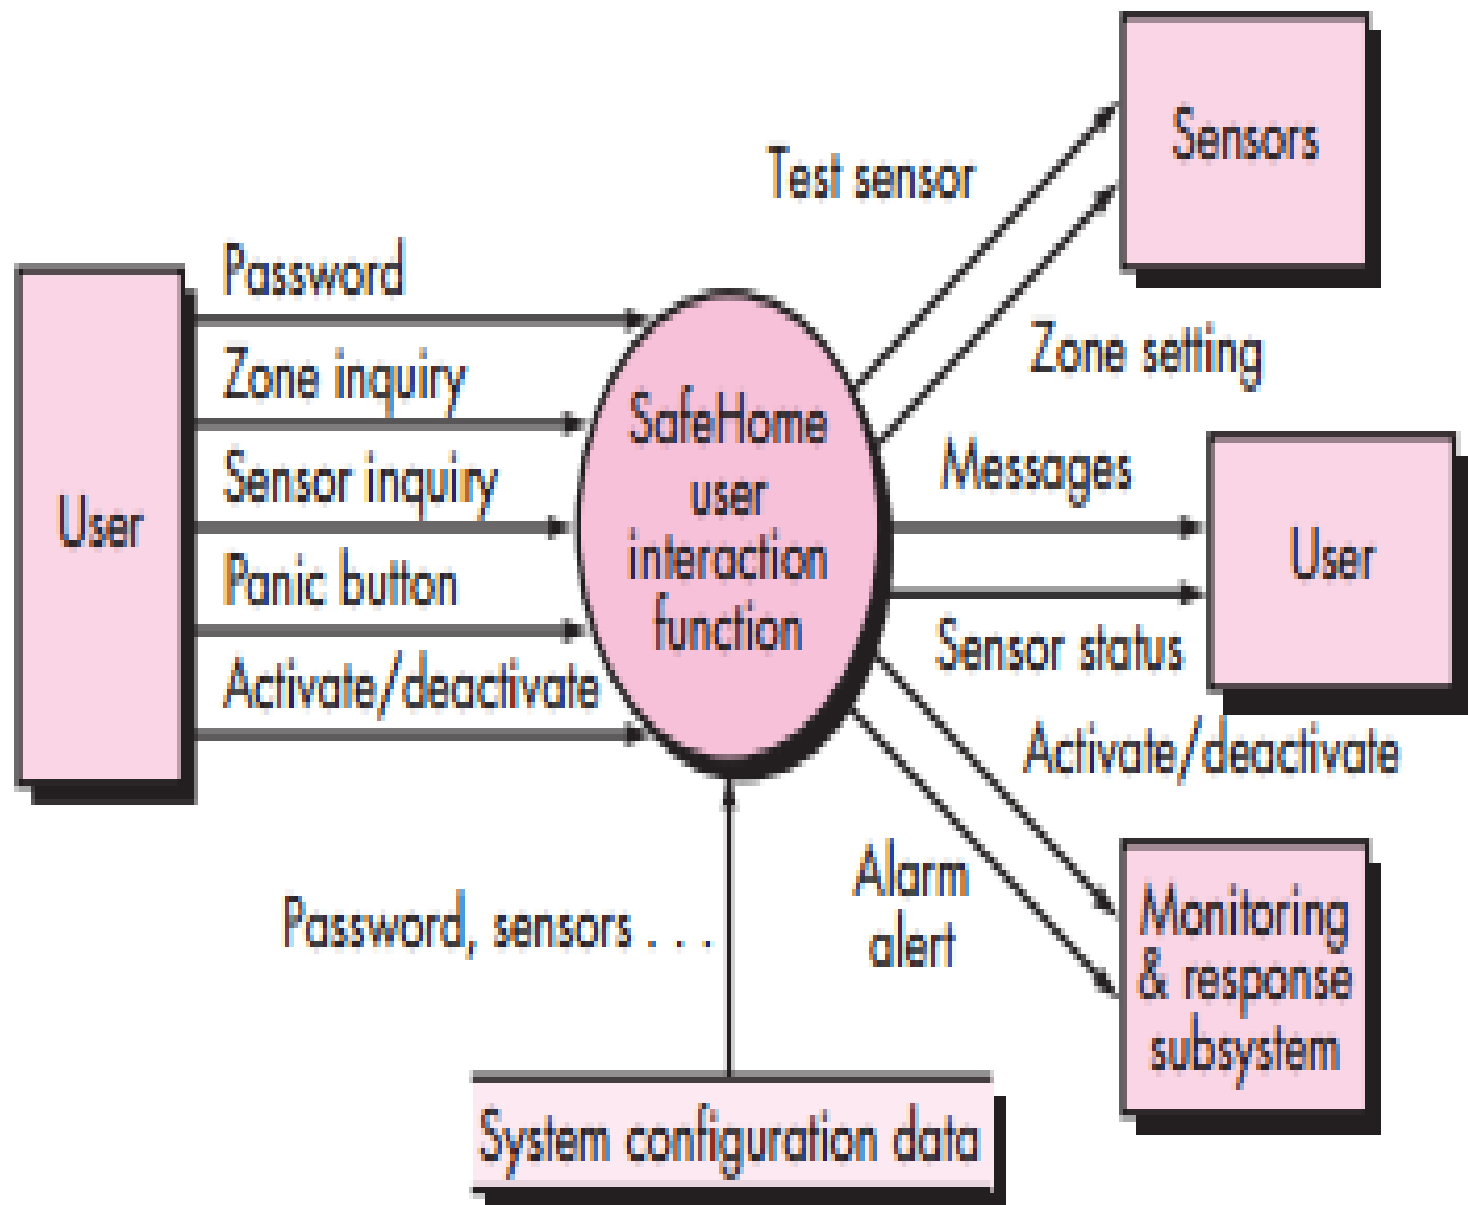 Sensors
Test sensor
Password
Zone setting
Zone inquiry
SafeHome
user
interaction
function
Messages
Sensor inquiry
User
User
Panic button
Sensor status
Activate/deactivate
Activate/deactivate
Alarm
alert
Password, sensors . . .
Monitoring
& response
subsystem
System configuration data